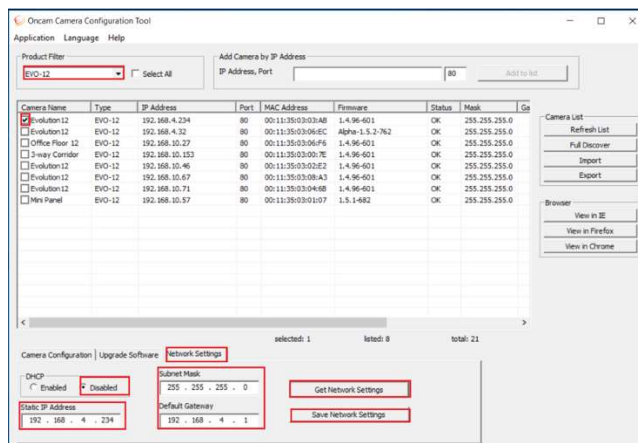 Oncam Camera Configuration Tool
Application Language Help
Product Filter
EVO-12
Select All
Add Camera by IP Address
IP Address, Port
80
Add to list
Camera Name Type IP Address Port MAC Address Firmware Status Mask Ga
Evolution12 EVO-12 192.168.4.234 80 00:11:35:03:03:AB 1.4.96-601 OK 255.255.255.0
Evolution12 EVO-12 192.168.4.32 80 00:11:35:03:06:EC Alpha-1.5.2-762 OK 255.255.255.0
Office Floor 12 EVO-12 192.168.10.27 80 00:11:35:03:06:F6 1.4.96-601 OK 255.255.255.0
3-way Corridor EVO-12 192.168.10.153 80 00:11:35:03:00:7E 1.4.96-601 OK 255.255.255.0
Evolution12 EVO-12 192.168.10.46 80 00:11:35:03:02:E2 1.4.96-601 OK 255.255.255.0
Evolution12 EVO-12 192.168.10.67 80 00:11:35:03:08:A3 1.4.96-601 OK 255.255.255.0
Evolution12 EVO-12 192.168.10.71 80 00:11:35:03:04:6B 1.4.96-601 OK 255.255.255.0
Mini Panel EVO-12 192.168.10.57 80 00:11:35:03:01:07 1.5.1-682 OK 255.255.255.0
Camera List
Refresh List
Full Discover
Import
Export
Browser
View in IE
View in Firefox
View in Chrome
selected: 1 listed: 8 total: 21
Camera Configuration Upgrade Software Network Settings
DHCP
Enabled Disabled
Static IP Address
192 . 168 . 4 . 234
Subnet Mask
255 . 255 . 255 . 0
Default Gateway
192 . 168 . 4 . 1
Get Network Settings
Save Network Settings